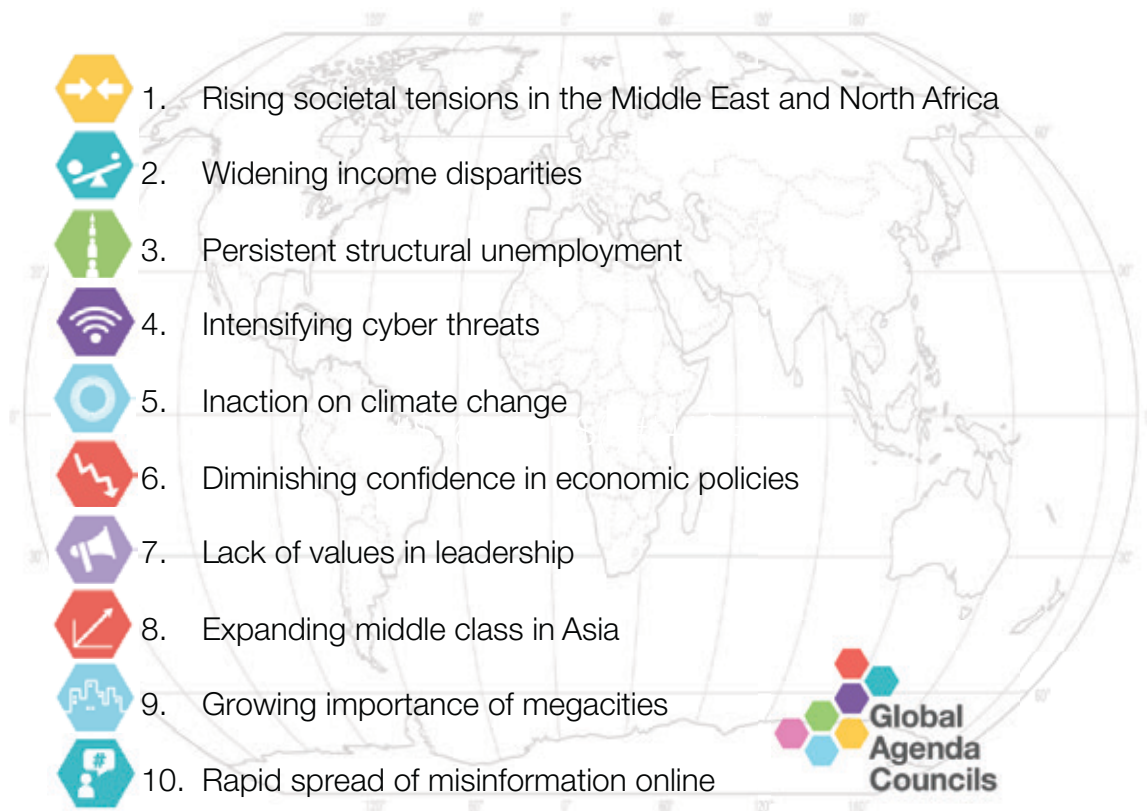 1. Rising societal tensions in the Middle East and North Africa
2. Widening income disparities
3. Persistent structural unemployment
4. Intensifying cyber threats
5. Inaction on climate change
6. Diminishing confidence in economic policies
7. Lack of values in leadership
8. Expanding middle class in Asia
9. Growing importance of megacities
#
10. Rapid spread of misinformation online
Global
Agenda
Councils